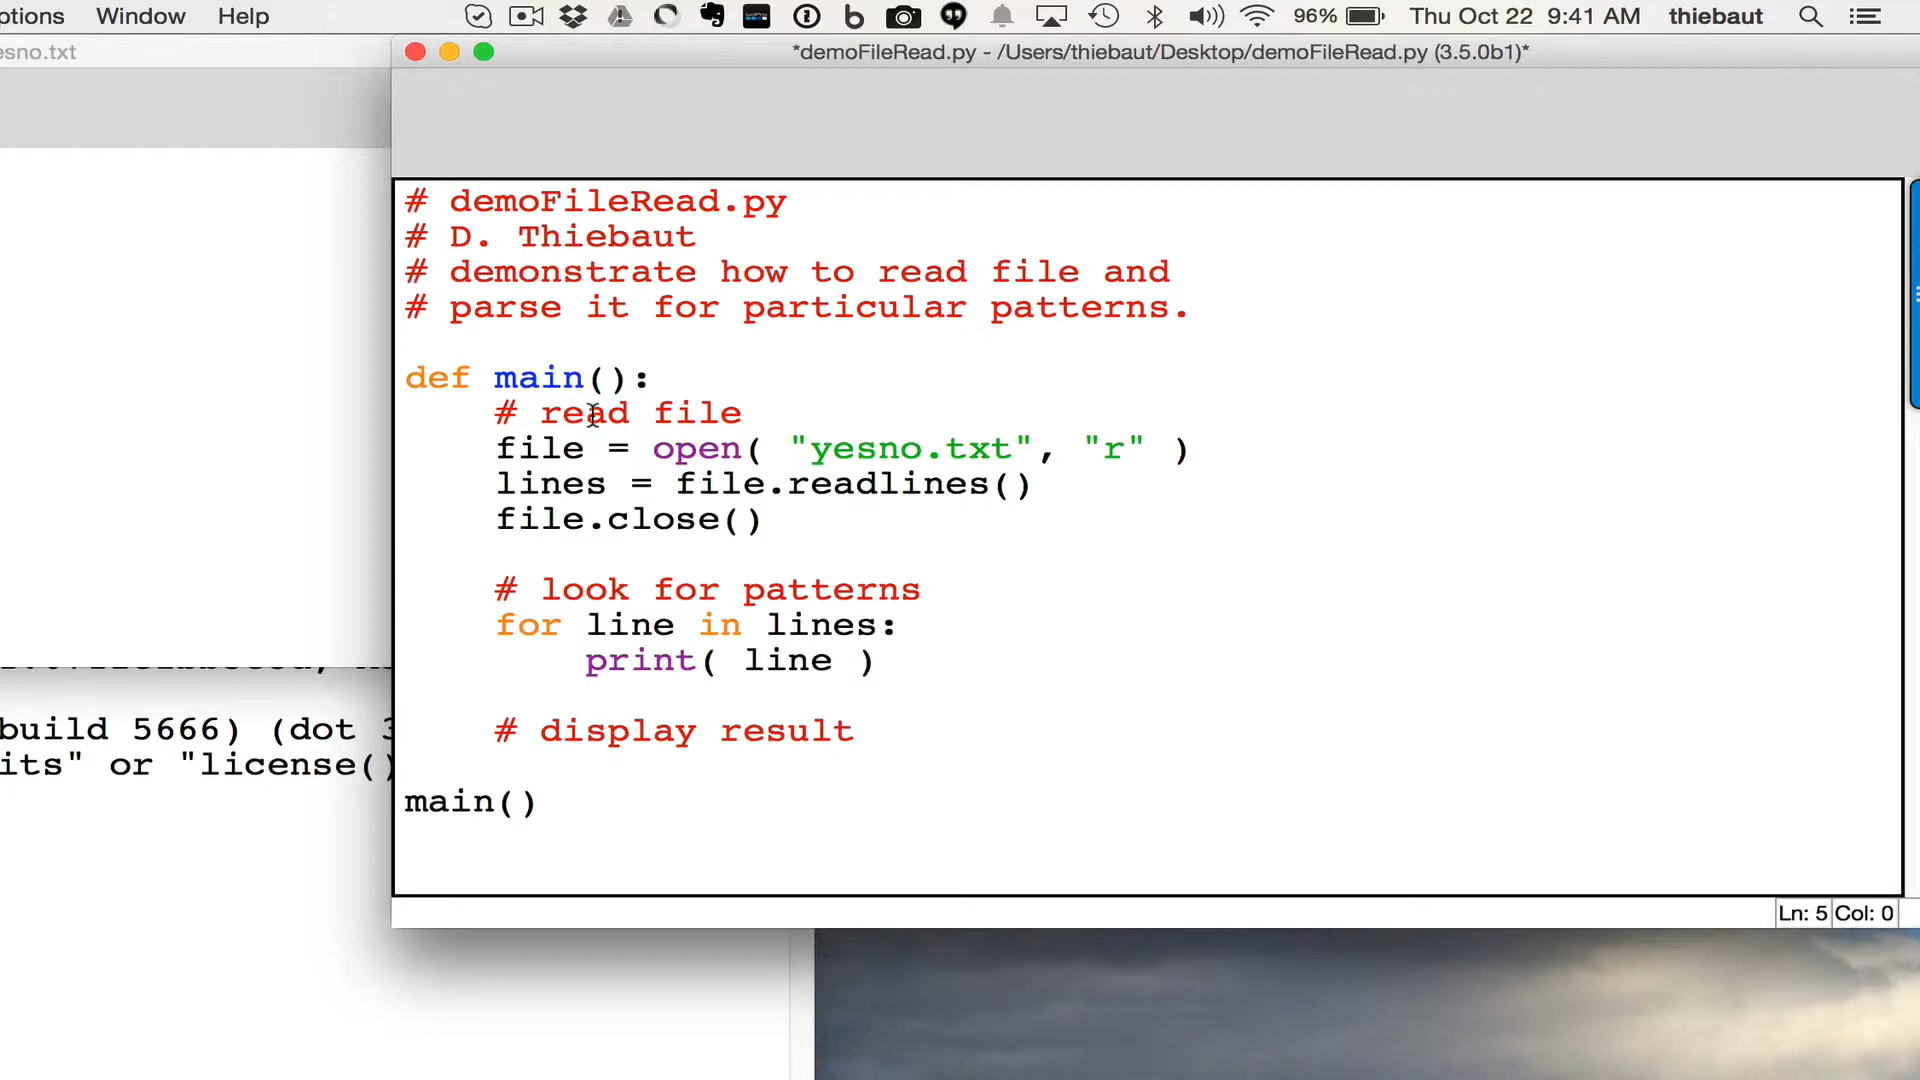 ptions Window Help 96% Thu Oct 22 9:41 AM thiebaut
esno.txt
*demoFileRead.py - /Users/thiebaut/Desktop/demoFileRead.py (3.5.0b1)*
# demoFileRead.py
# D. Thiebaut
# demonstrate how to read file and
# parse it for particular patterns.
def main():
# read file
file = open( "yesno.txt", "r" )
lines = file.readlines()
file.close()
# look for patterns
for line in lines:
print( line )
# display result
main()
build 5666) (dot 3
its" or "license()
Ln: 5 Col: 0